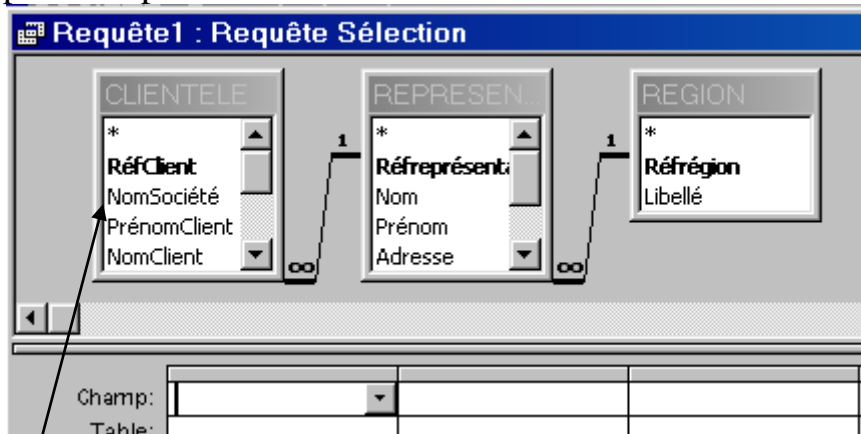 Requête1 : Requête Sélection
CLIENTELE
*
RéfClient
NomSociété
PrénomClient
NomClient
∞
1
REPRESEN...
*
Réfreprésenta
Nom
Prénom
Adresse
∞
1
REGION
*
Réfrégion
Libellé
Champ:
Table: